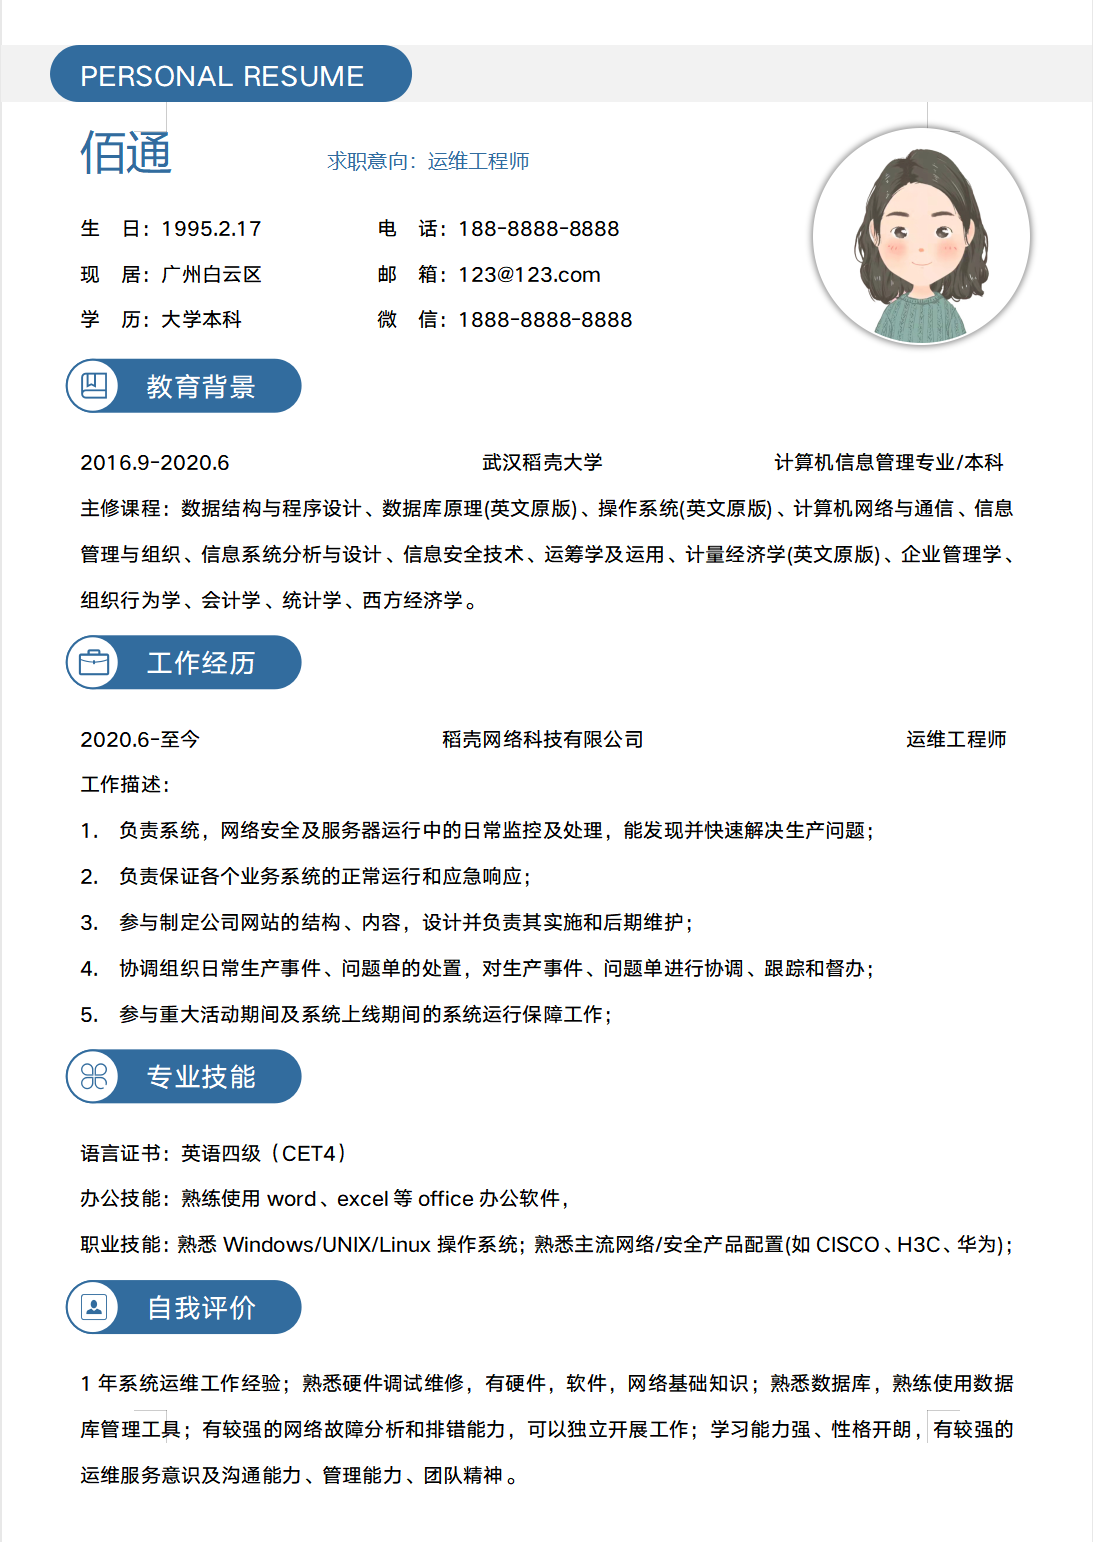 PERSONAL RESUME
佰通
求职意向：运维工程师
生　日：1995.2.17
电　话：188-8888-8888
现　居：广州白云区
邮　箱：123@123.com
学　历：大学本科
微　信：1888-8888-8888
教育背景
2016.9-2020.6 武汉稻壳大学 计算机信息管理专业/本科
主修课程：数据结构与程序设计、数据库原理(英文原版)、操作系统(英文原版)、计算机网络与通信、信息
管理与组织、信息系统分析与设计、信息安全技术、运筹学及运用、计量经济学(英文原版)、企业管理学、
组织行为学、会计学、统计学、西方经济学。
工作经历
2020.6-至今 稻壳网络科技有限公司 运维工程师
工作描述：
1. 负责系统，网络安全及服务器运行中的日常监控及处理，能发现并快速解决生产问题；
2. 负责保证各个业务系统的正常运行和应急响应；
3. 参与制定公司网站的结构、内容，设计并负责其实施和后期维护；
4. 协调组织日常生产事件、问题单的处置，对生产事件、问题单进行协调、跟踪和督办；
5. 参与重大活动期间及系统上线期间的系统运行保障工作；
专业技能
语言证书：英语四级（CET4）
办公技能：熟练使用 word、excel 等 office 办公软件，
职业技能：熟悉 Windows/UNIX/Linux 操作系统；熟悉主流网络/安全产品配置(如 CISCO、H3C、华为)；
自我评价
1 年系统运维工作经验；熟悉硬件调试维修，有硬件，软件，网络基础知识；熟悉数据库，熟练使用数据
库管理工具；有较强的网络故障分析和排错能力，可以独立开展工作；学习能力强、性格开朗，有较强的
运维服务意识及沟通能力、管理能力、团队精神。